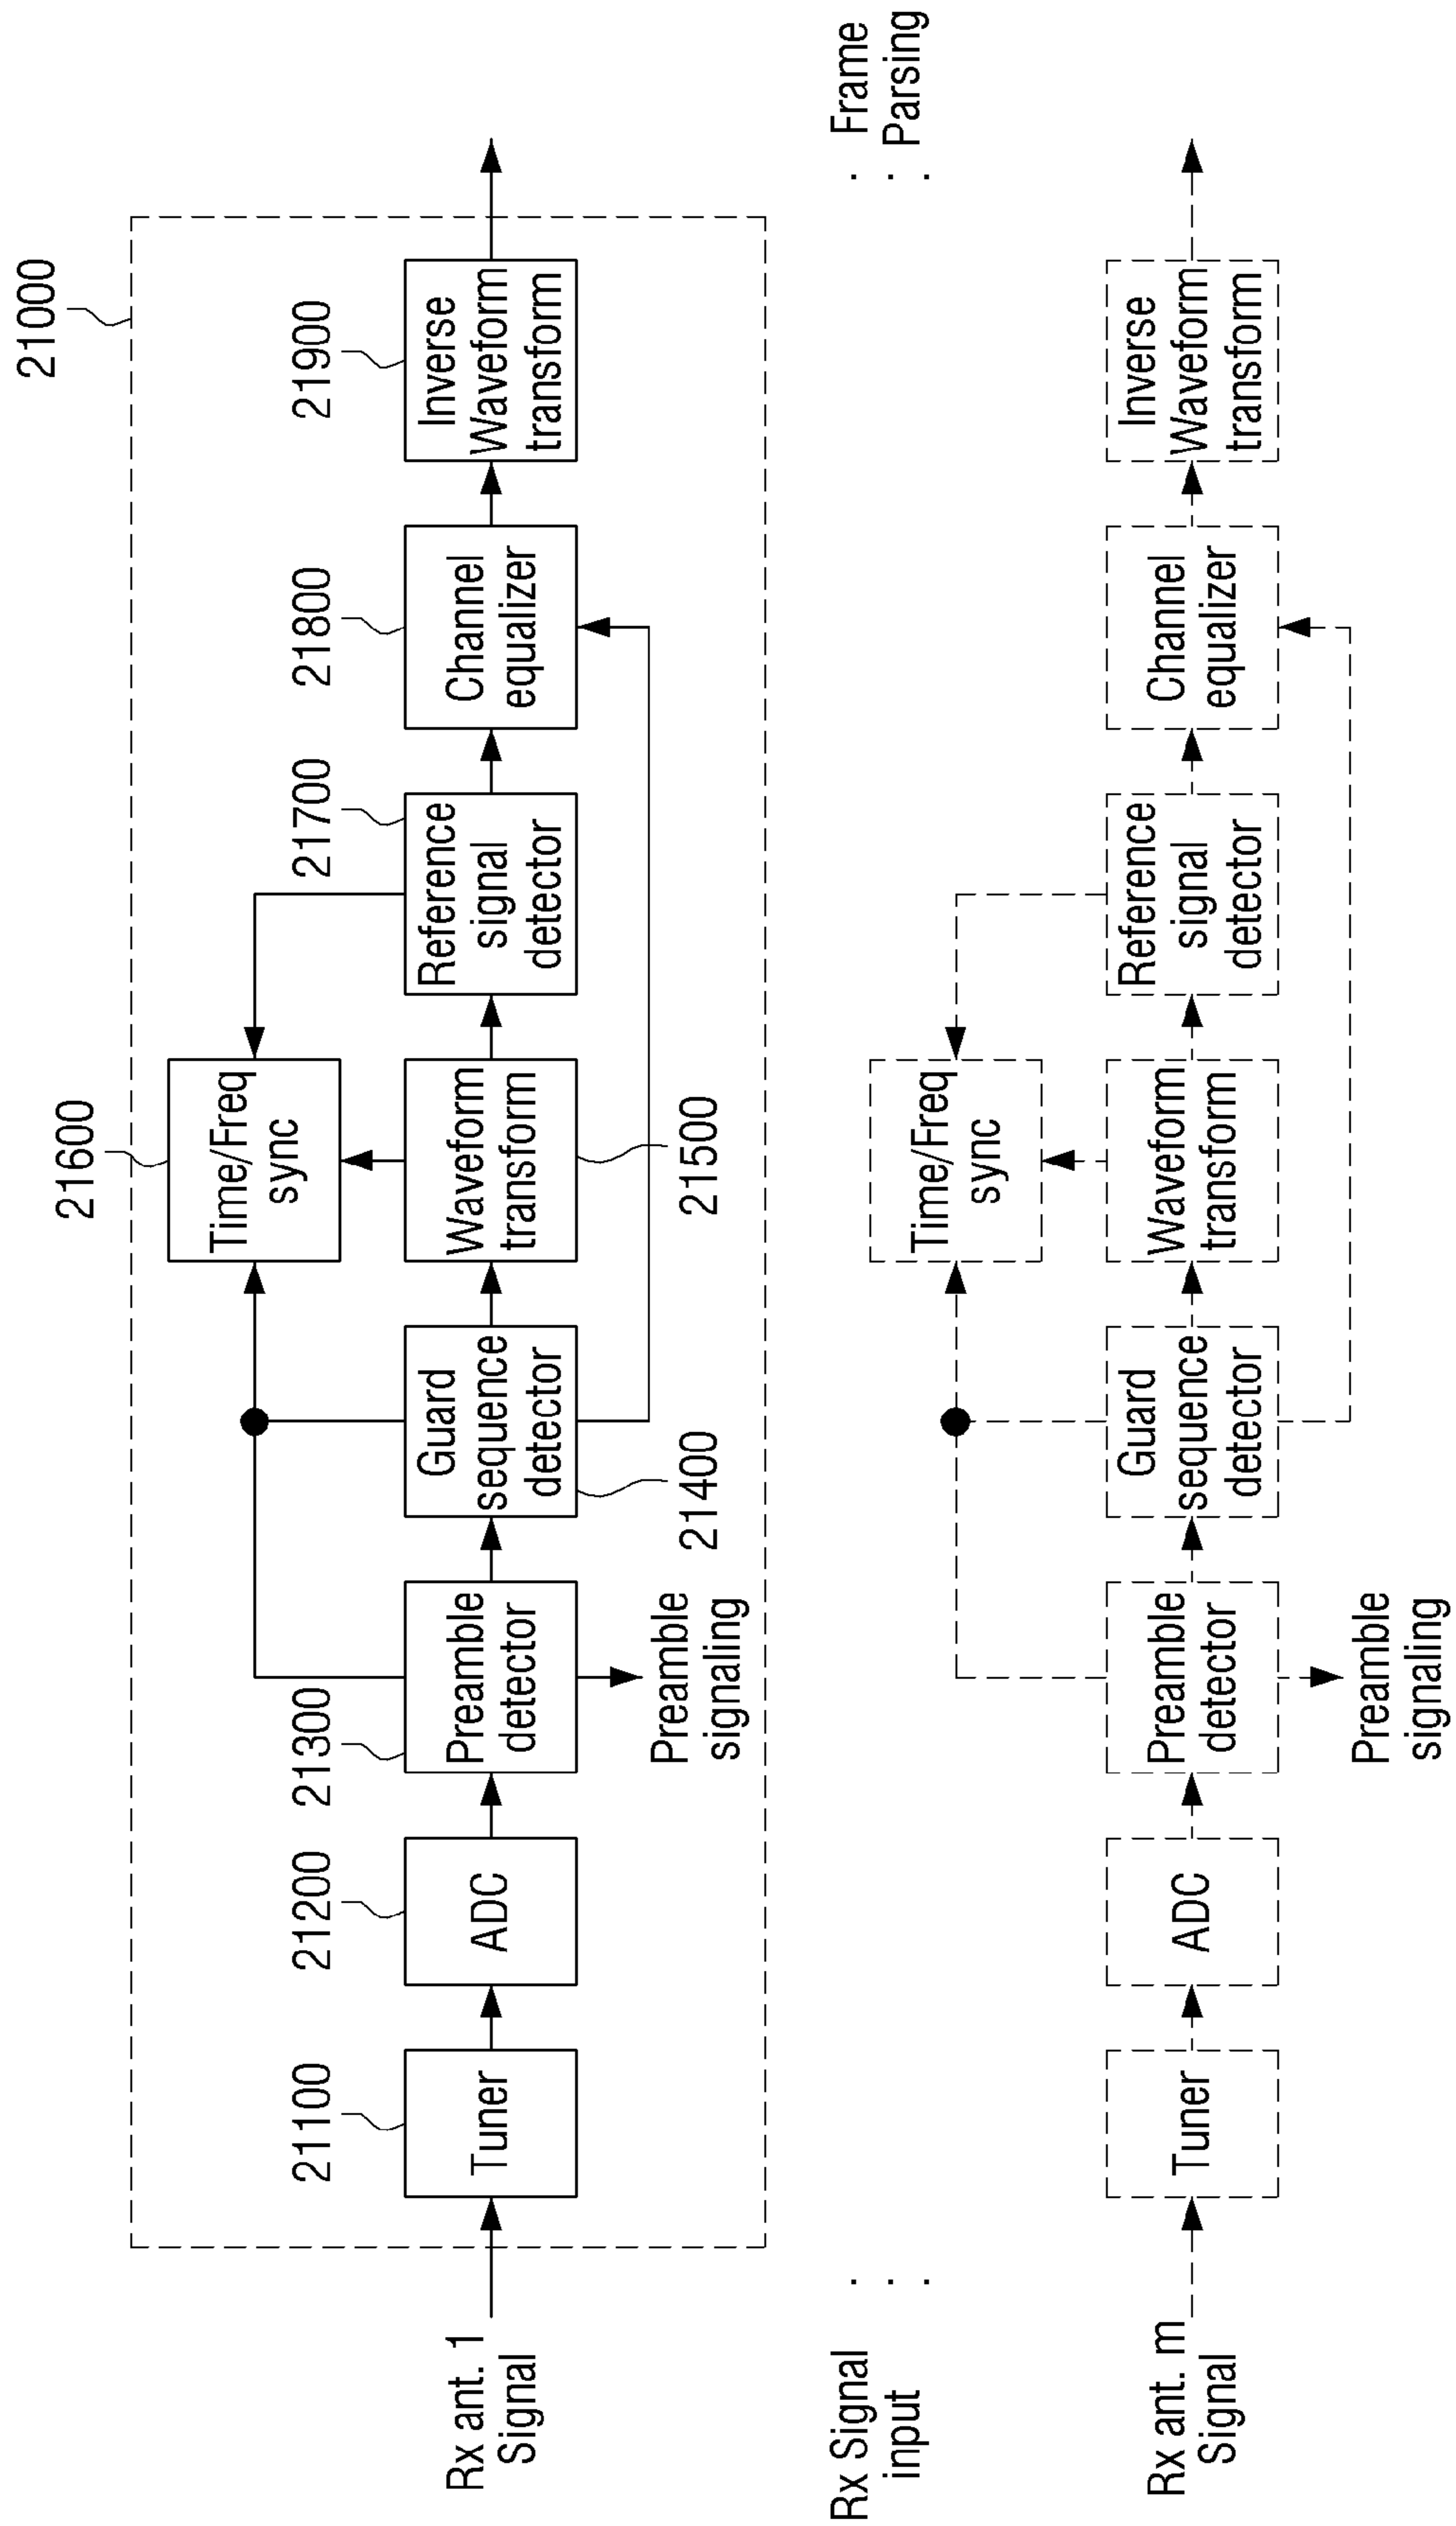 21000
21600
Time/Freq
sync
21100
21200
21300
21700
21800
21900
Tuner
ADC
Preamble
detector
Guard
sequence
detector
Waveform
transform
Reference
signal
detector
Channel
equalizer
Inverse
Waveform
transform
Preamble
signaling
21400
21500
Rx ant. 1
Signal
Rx Signal
input
Frame
Parsing
Time/Freq
sync
Rx ant. m
Signal
Tuner
ADC
Preamble
detector
Guard
sequence
detector
Waveform
transform
Reference
signal
detector
Channel
equalizer
Inverse
Waveform
transform
Preamble
signaling